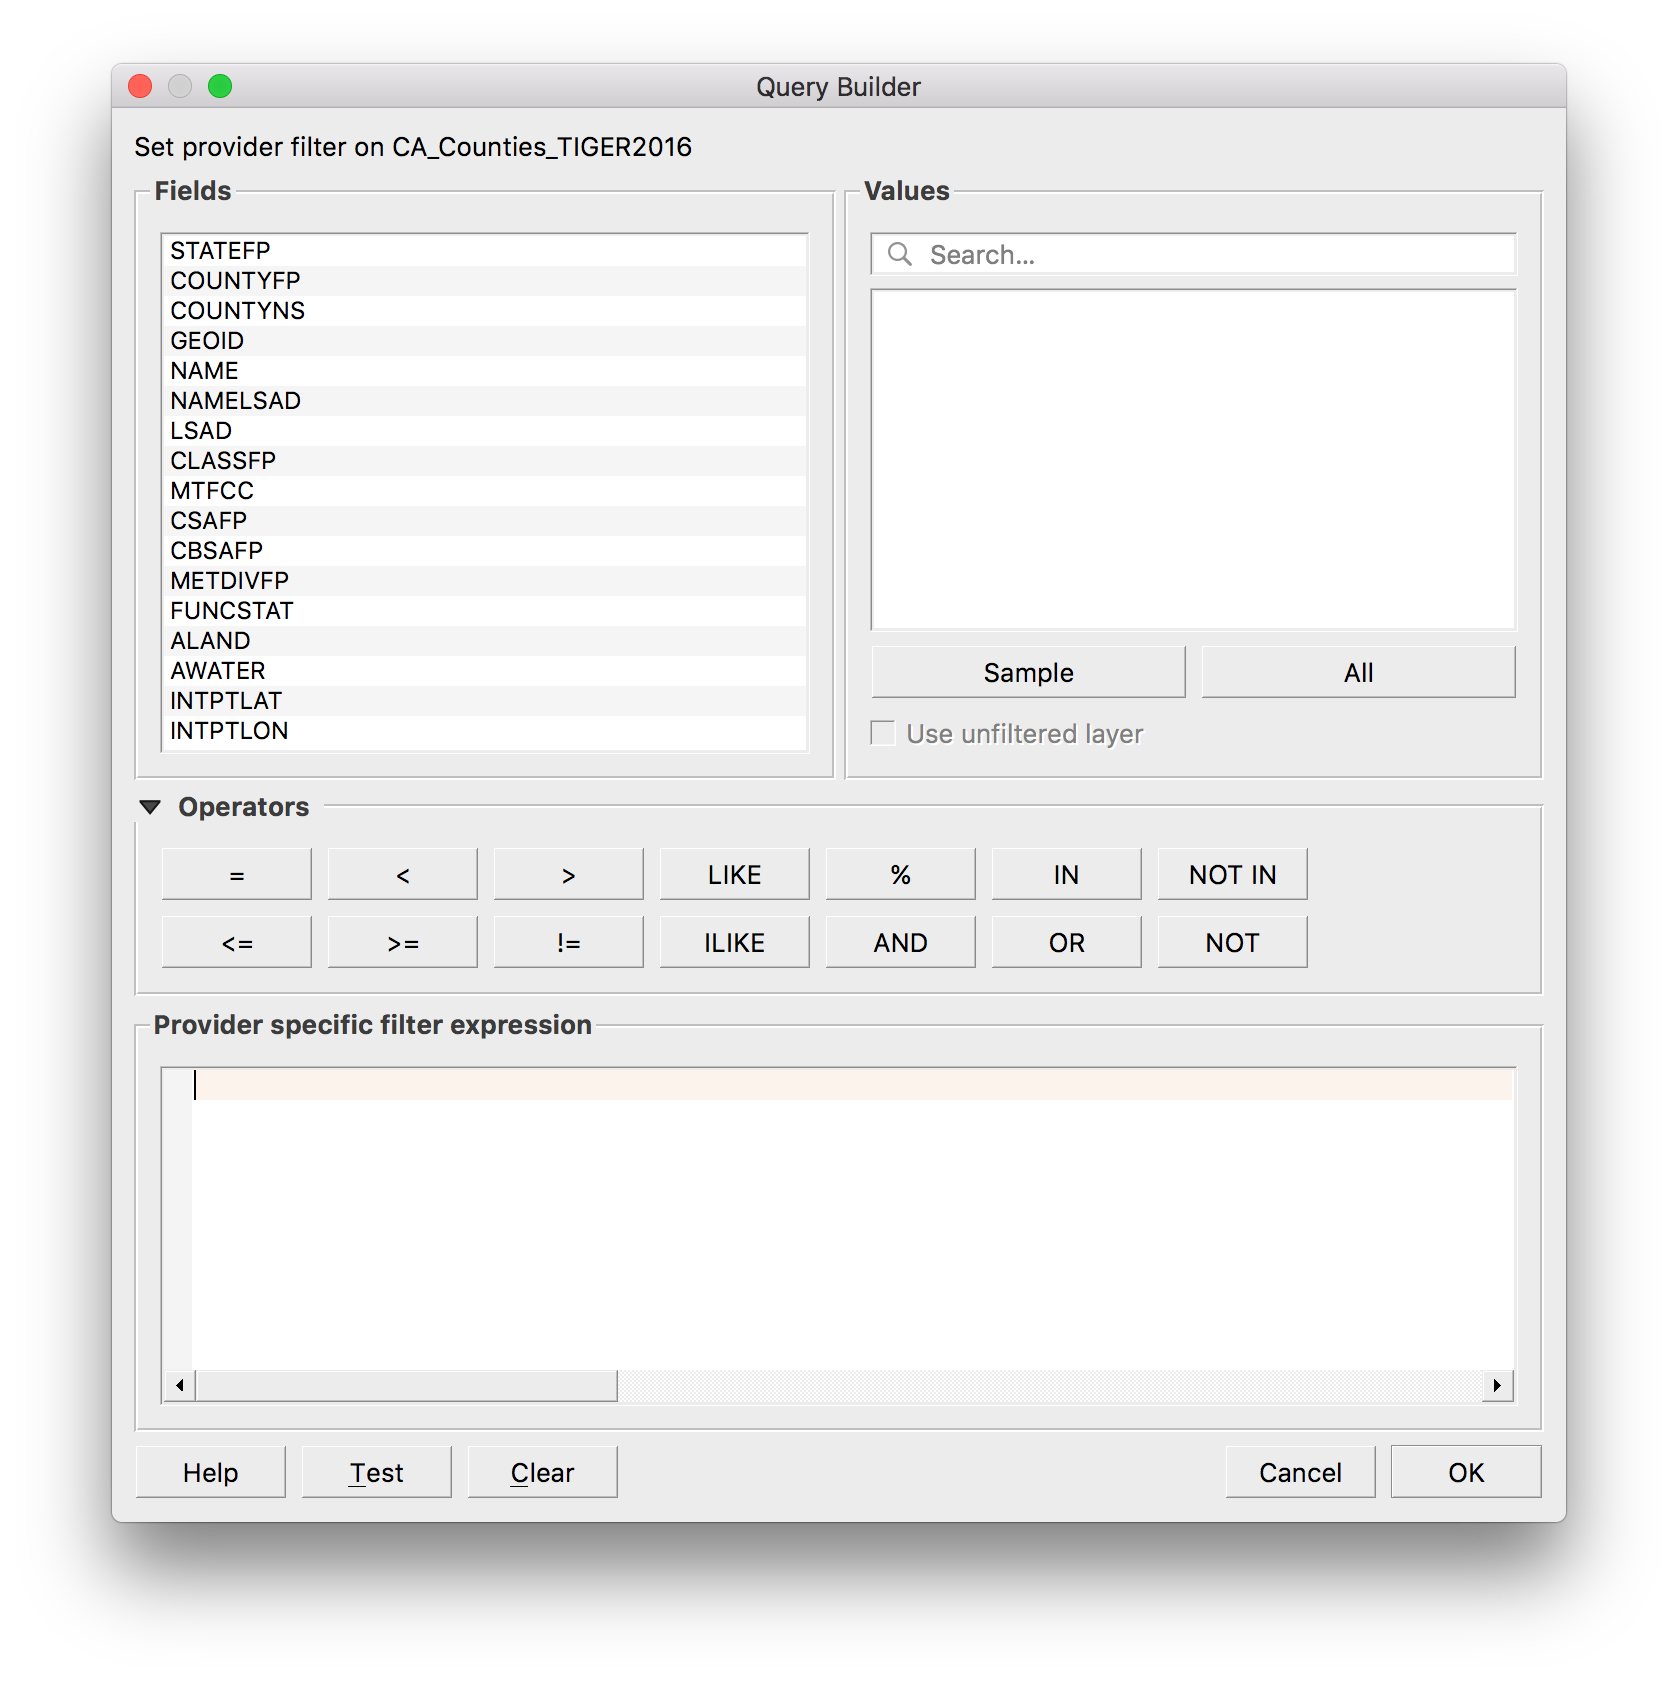 Query Builder
Set provider filter on CA_Counties_TIGER2016
Fields
STATEFP
COUNTYFP
COUNTYNS
GEOID
NAME
NAMELSAD
LSAD
CLASSFP
MTFCC
CSAFP
CBSAFP
METDIVFP
FUNCSTAT
ALAND
AWATER
INTPTLAT
INTPTLON
Values
Search...
Sample All
Use unfiltered layer
Operators
= < > LIKE % IN NOT IN
<= >= != ILIKE AND OR NOT
Provider specific filter expression
Help Test Clear Cancel OK